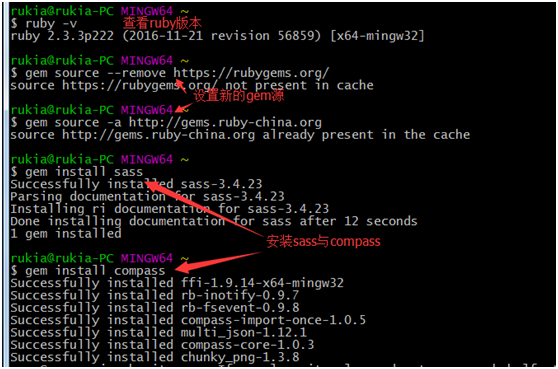 rukia@rukia-PC MINGW64 ~
$ ruby -v 查看ruby版本
ruby 2.3.3p222 (2016-11-21 revision 56859) [x64-mingw32]
rukia@rukia-PC MINGW64 ~
$ gem source --remove https://rubygems.org/
source https://rubygems.org/ not present in cache
设置新的gem源
rukia@rukia-PC MINGW64 ~
$ gem source -a http://gems.ruby-china.org
source http://gems.ruby-china.org already present in the cache
rukia@rukia-PC MINGW64 ~
$ gem install sass
Successfully installed sass-3.4.23
Parsing documentation for sass-3.4.23
Installing ri documentation for sass-3.4.23
Done installing documentation for sass after 12 seconds
1 gem installed
安装sass与compass
rukia@rukia-PC MINGW64 ~
$ gem install compass
Successfully installed ffi-1.9.14-x64-mingw32
Successfully installed rb-inotify-0.9.7
Successfully installed rb-fsevent-0.9.8
Successfully installed compass-import-once-1.0.5
Successfully installed multi_json-1.12.1
Successfully installed compass-core-1.0.3
Successfully installed chunky_png-1.3.8